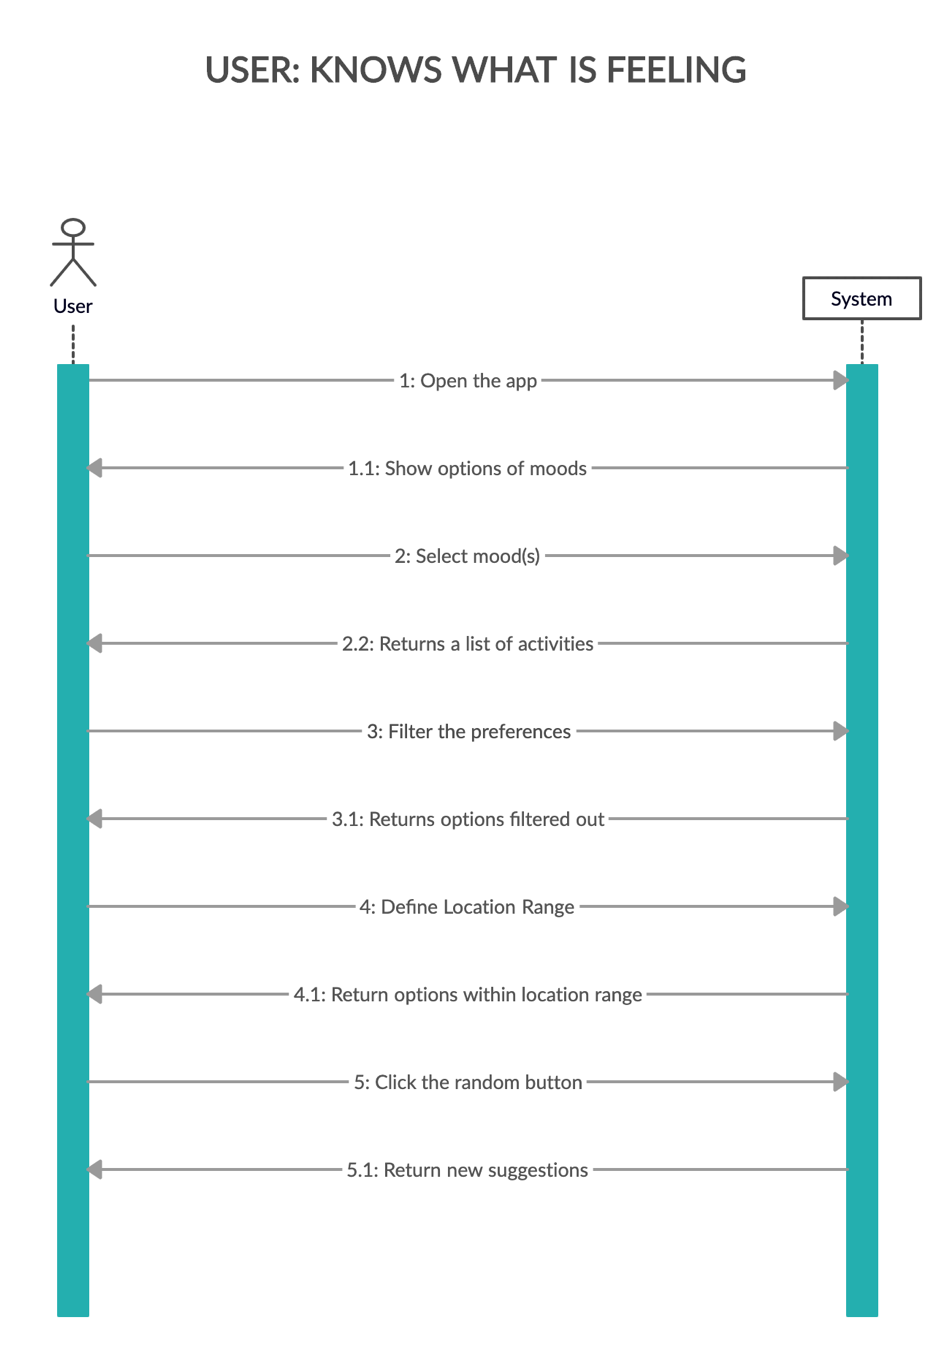 USER: KNOWS WHAT IS FEELING
User
System
1: Open the app
1.1: Show options of moods
2: Select mood(s)
2.2: Returns a list of activities
3: Filter the preferences
3.1: Returns options filtered out
4: Define Location Range
4.1: Return options within location range
5: Click the random button
5.1: Return new suggestions